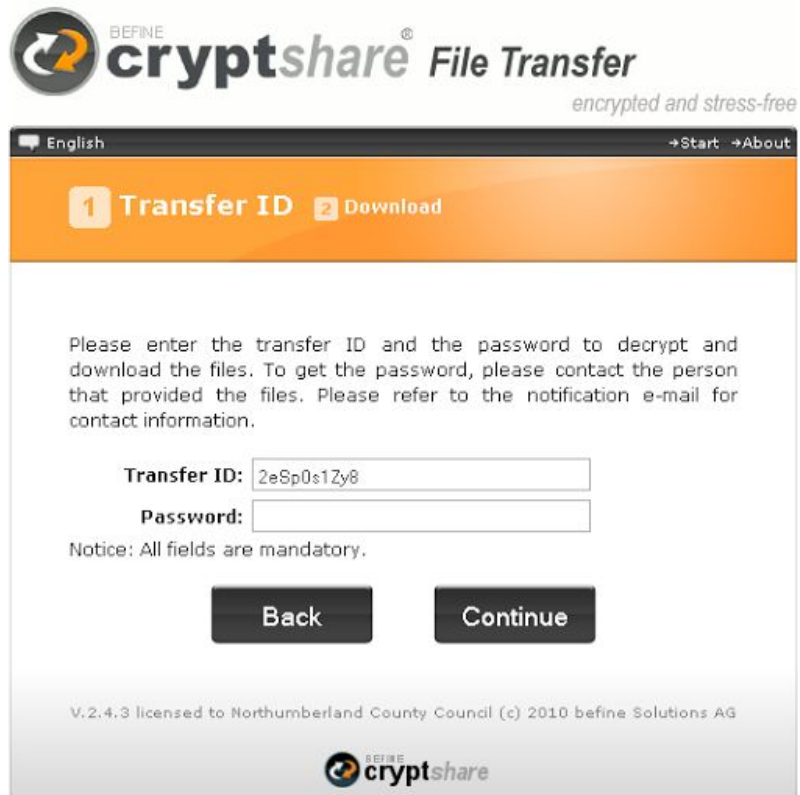 BEFINE
cryptshare® File Transfer
encrypted and stress-free
English →Start →About
1 Transfer ID 2 Download
Please enter the transfer ID and the password to decrypt and
download the files. To get the password, please contact the person
that provided the files. Please refer to the notification e-mail for
contact information.
Transfer ID: 2eSp0s1Zy8
Password:
Notice: All fields are mandatory.
Back Continue
V.2.4.3 licensed to Northumberland County Council (c) 2010 befine Solutions AG
BEFINE
cryptshare